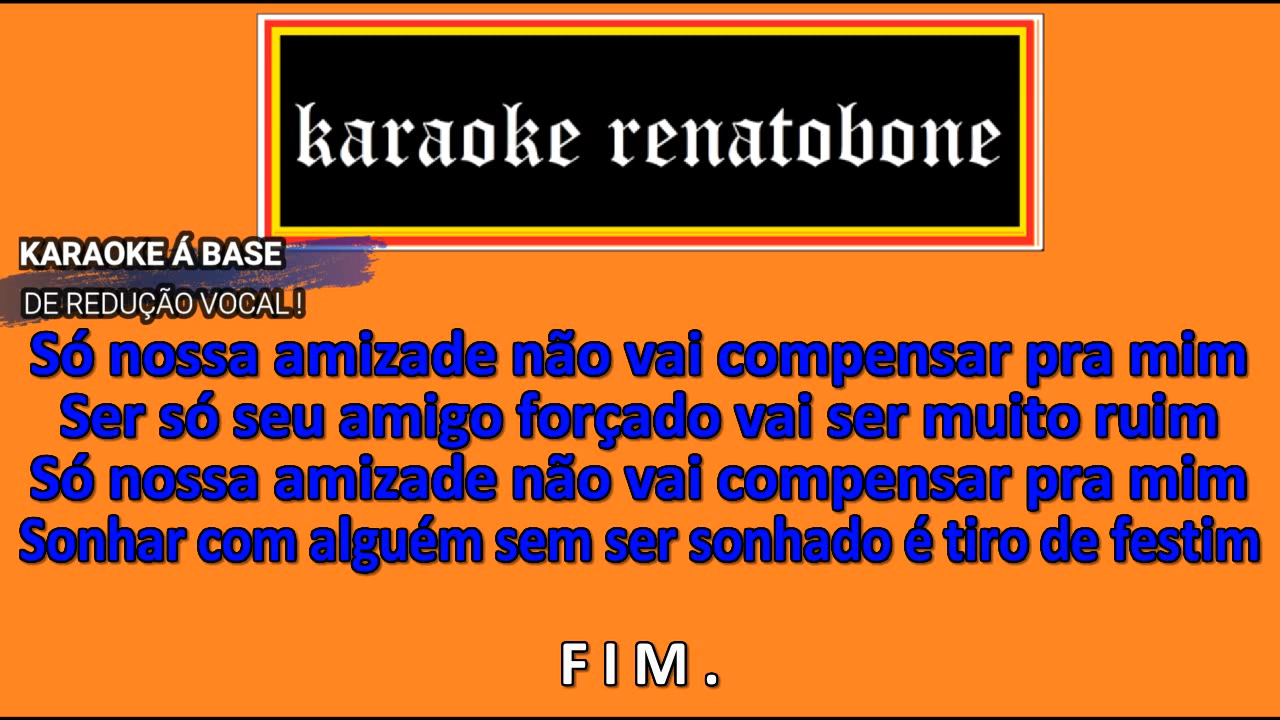 karaoke renatobone
KARAOKE Á BASE
DE REDUÇÃO VOCAL !
Só nossa amizade não vai compensar pra mim
Ser só seu amigo forçado vai ser muito ruim
Só nossa amizade não vai compensar pra mim
Sonhar com alguém sem ser sonhado é tiro de festim
F I M .